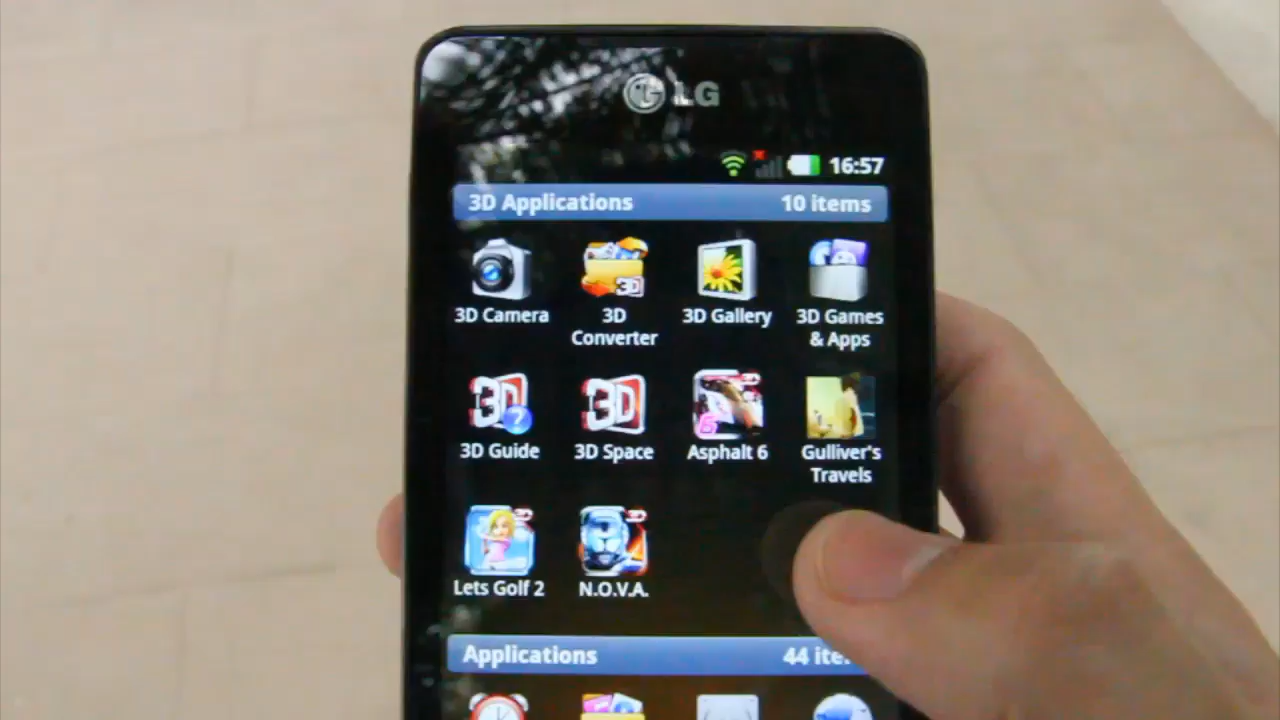 LG
16:57
3D Applications 10 items
3D Camera
3D
Converter
3D Gallery
3D Games
& Apps
3D Guide
3D Space
Asphalt 6
Gulliver's
Travels
Lets Golf 2
N.O.V.A.
Applications 44